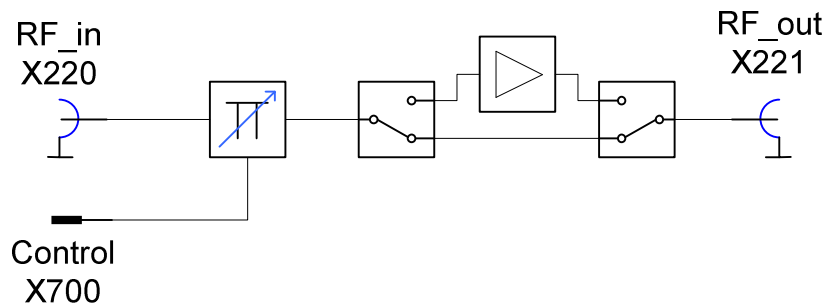 RF_in
X220
RF_out
X221
Control
X700